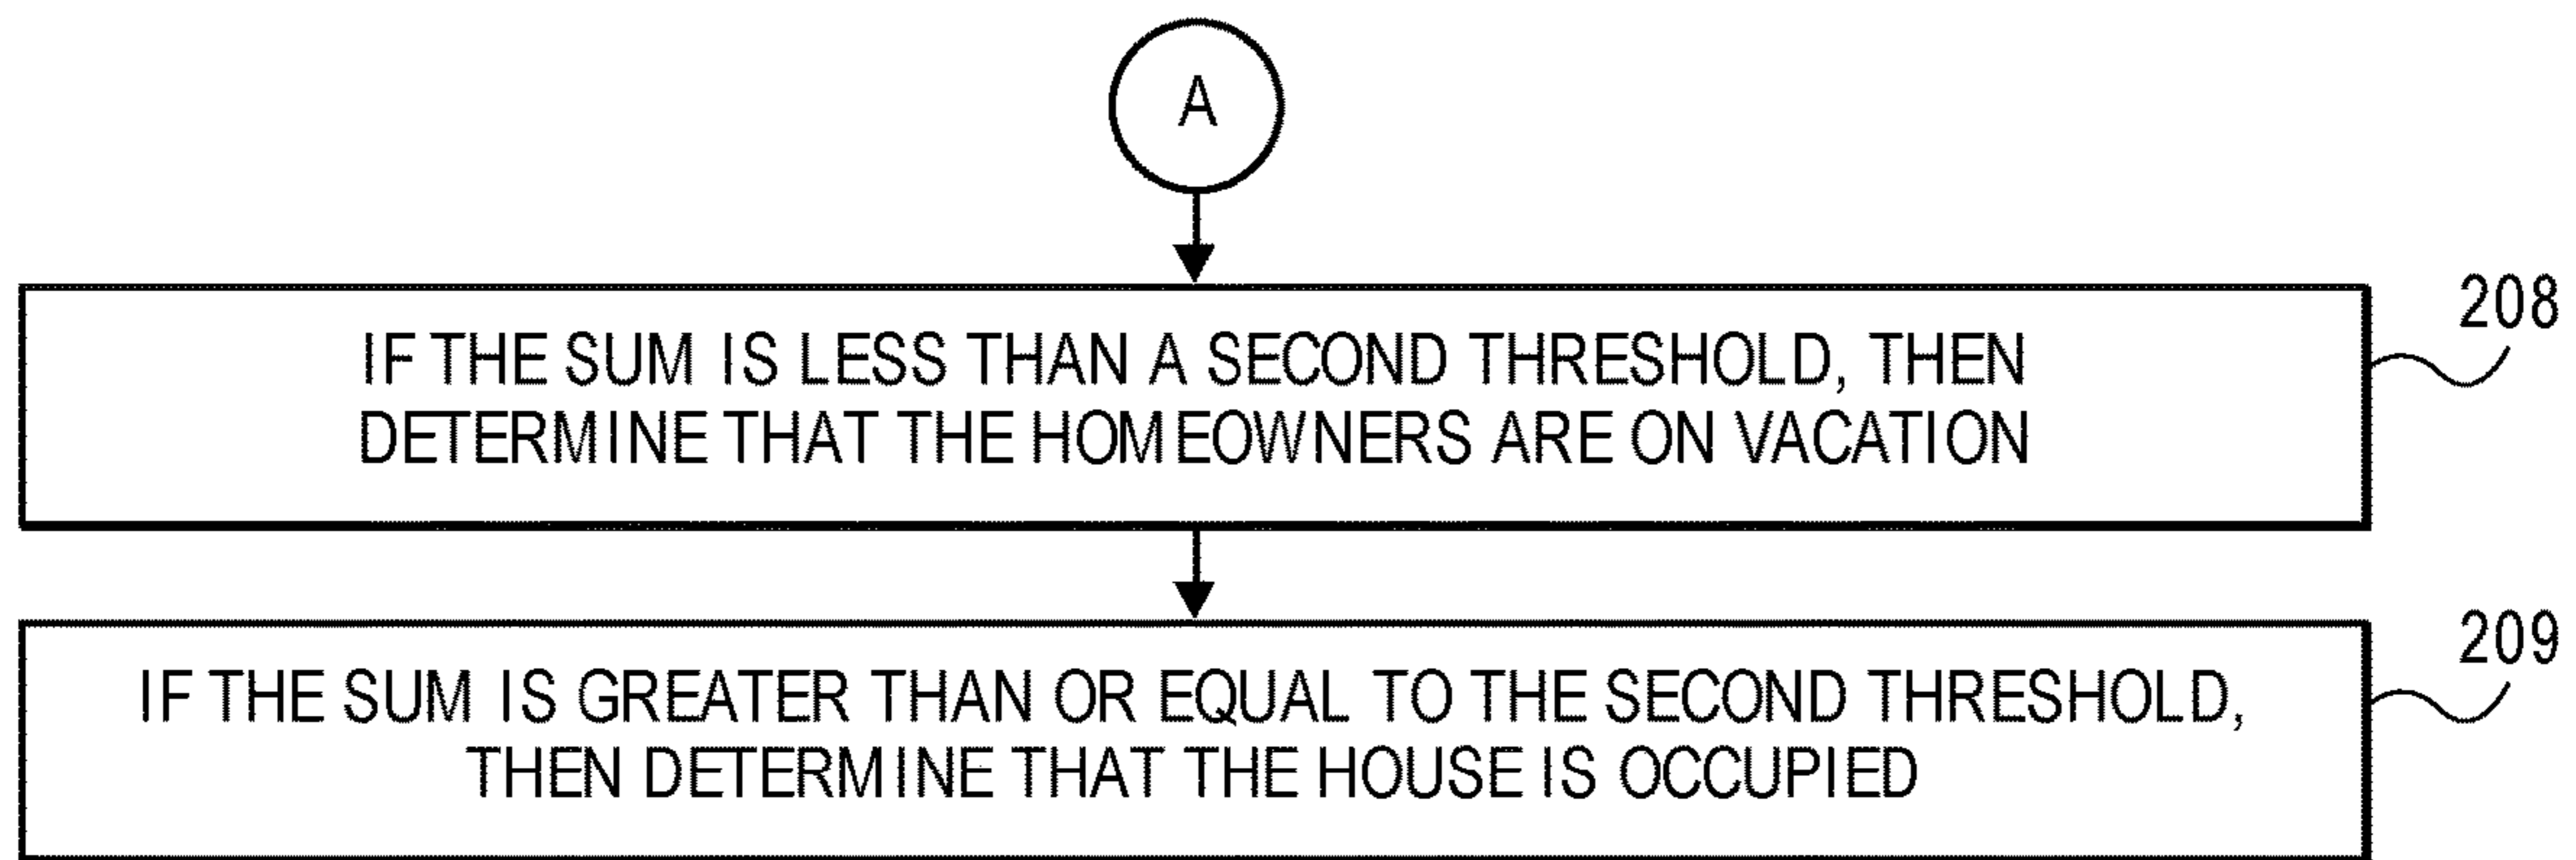 A
208
IF THE SUM IS LESS THAN A SECOND THRESHOLD, THEN
DETERMINE THAT THE HOMEOWNERS ARE ON VACATION
209
IF THE SUM IS GREATER THAN OR EQUAL TO THE SECOND THRESHOLD,
THEN DETERMINE THAT THE HOUSE IS OCCUPIED